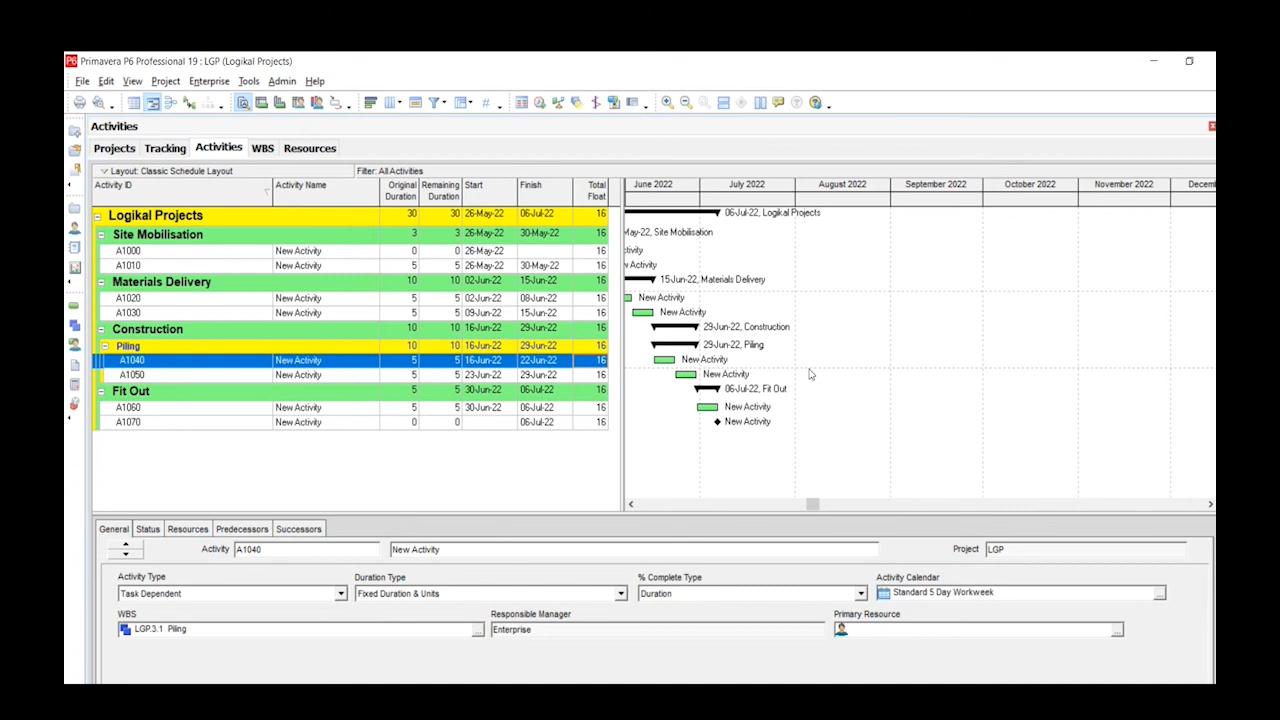 Primavera P6 Professional 19 : LGP (Logikal Projects)
File Edit View Project Enterprise Tools Admin Help
Activities
Projects Tracking Activities WBS Resources
Layout: Classic Schedule Layout Filter: All Activities
Activity ID Activity Name Original Duration Remaining Duration Start Finish Total Float June 2022 July 2022 August 2022 September 2022 October 2022 November 2022
Logikal Projects 30 30 26-May-22 06-Jul-22 16 06-Jul-22, Logikal Projects
Site Mobilisation 3 3 26-May-22 30-May-22 16 May-22, Site Mobilisation
A1000 New Activity 0 0 26-May-22 16 tivity
A1010 New Activity 5 5 26-May-22 30-May-22 16 Activity
Materials Delivery 10 10 02-Jun-22 15-Jun-22 16 15-Jun-22, Materials Delivery
A1020 New Activity 5 5 02-Jun-22 08-Jun-22 16 New Activity
A1030 New Activity 5 5 09-Jun-22 15-Jun-22 16 New Activity
Construction 10 10 16-Jun-22 29-Jun-22 16 29-Jun-22, Construction
Piling 10 10 16-Jun-22 29-Jun-22 16 29-Jun-22, Piling
A1040 New Activity 5 5 16-Jun-22 22-Jun-22 16 New Activity
A1050 New Activity 5 5 23-Jun-22 29-Jun-22 16 New Activity
Fit Out 5 5 30-Jun-22 06-Jul-22 16 06-Jul-22, Fit Out
A1060 New Activity 5 5 30-Jun-22 06-Jul-22 16 New Activity
A1070 New Activity 0 0 06-Jul-22 16 New Activity
General Status Resources Predecessors Successors
Activity A1040 New Activity Project LGP
Activity Type Duration Type % Complete Type Activity Calendar
Task Dependent Fixed Duration & Units Duration Standard 5 Day Workweek
WBS Responsible Manager Primary Resource
LGP.3.1 Piling Enterprise